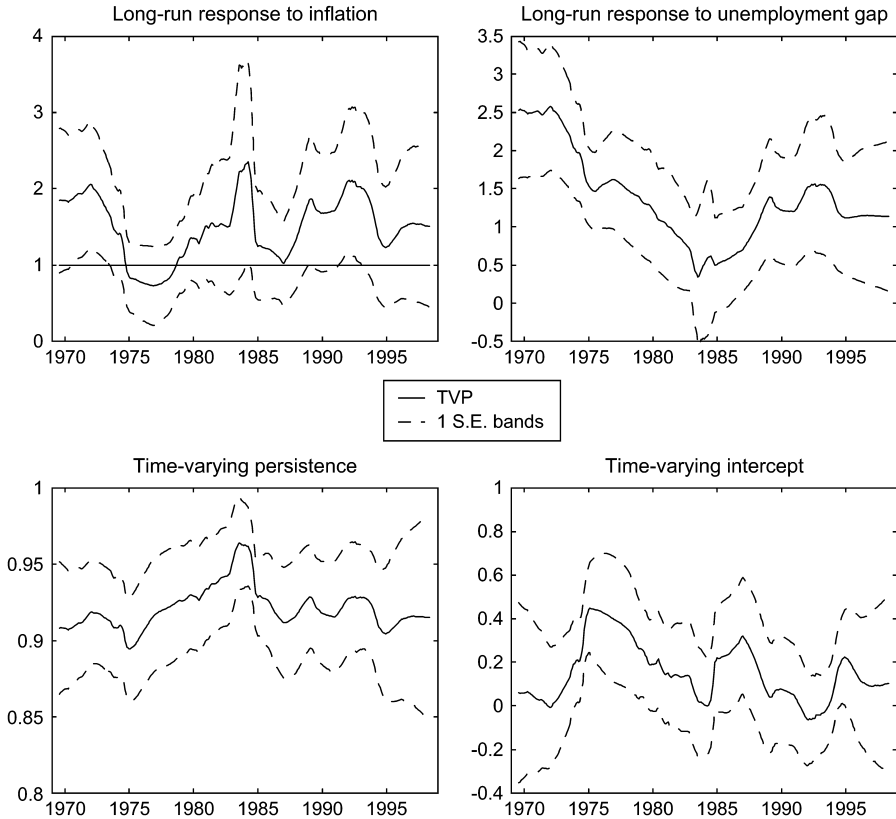 Long-run response to inflation
4
3
2
1
0
1970 1975 1980 1985 1990 1995
Long-run response to unemployment gap
3.5
3
2.5
2
1.5
1
0.5
0
-0.5
1970 1975 1980 1985 1990 1995
TVP
1 S.E. bands
Time-varying persistence
1
0.95
0.9
0.85
0.8
1970 1975 1980 1985 1990 1995
Time-varying intercept
1
0.8
0.6
0.4
0.2
0
-0.2
-0.4
1970 1975 1980 1985 1990 1995